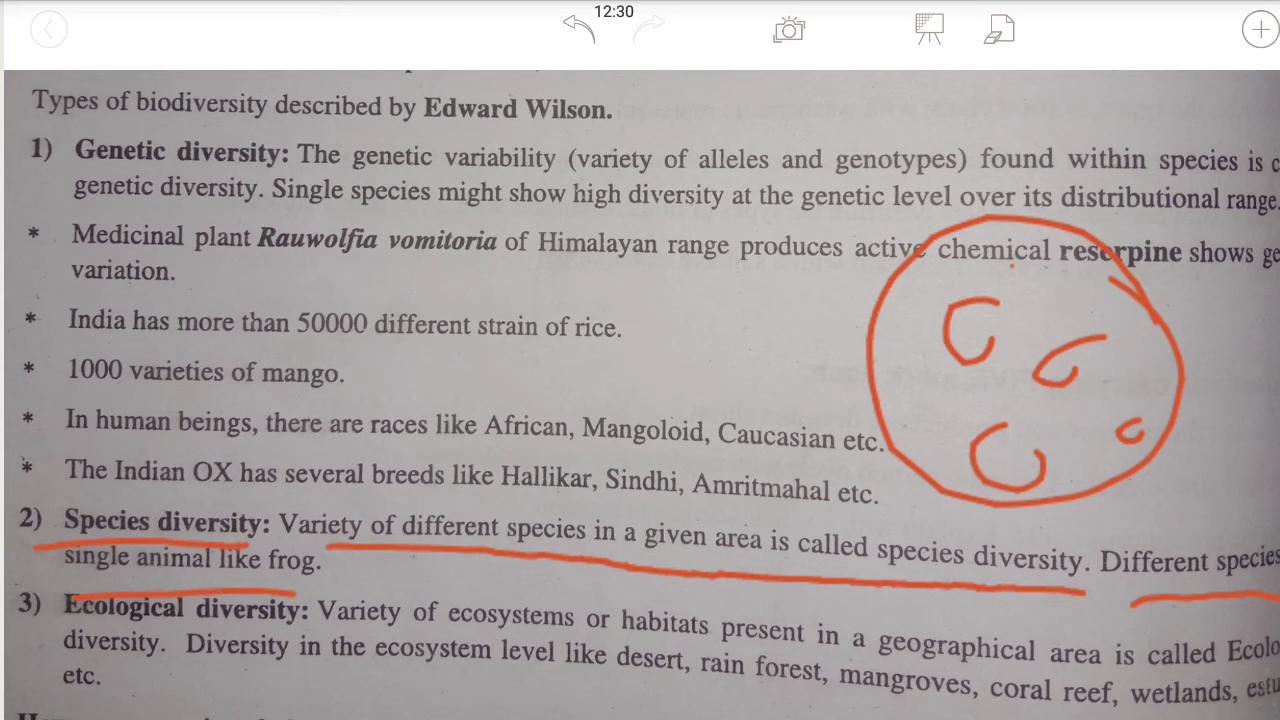 12:30
Types of biodiversity described by Edward Wilson.
1) Genetic diversity: The genetic variability (variety of alleles and genotypes) found within species is
genetic diversity. Single species might show high diversity at the genetic level over its distributional range.
* Medicinal plant Rauwolfia vomitoria of Himalayan range produces active chemical reserpine shows ge
variation.
* India has more than 50000 different strain of rice.
* 1000 varieties of mango.
* In human beings, there are races like African, Mangoloid, Caucasian etc.
* The Indian OX has several breeds like Hallikar, Sindhi, Amritmahal etc.
2) Species diversity: Variety of different species in a given area is called species diversity. Different species
single animal like frog.
3) Ecological diversity: Variety of ecosystems or habitats present in a geographical area is called Ecolo
diversity. Diversity in the ecosystem level like desert, rain forest, mangroves, coral reef, wetlands, estu
etc.